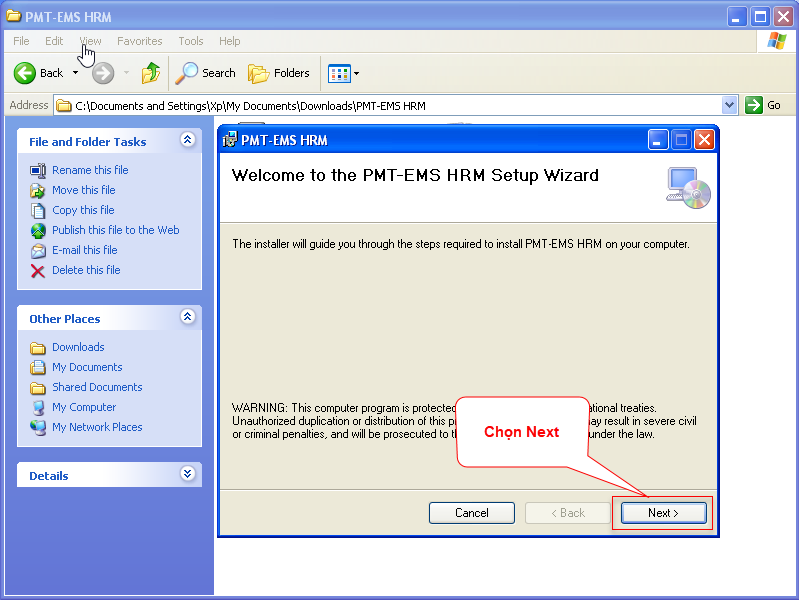 PMT-EMS HRM
File Edit View Favorites Tools Help
Back Search Folders
Address C:\Documents and Settings\Xp\My Documents\Downloads\PMT-EMS HRM Go
File and Folder Tasks
Rename this file
Move this file
Copy this file
Publish this file to the Web
E-mail this file
Delete this file
Other Places
Downloads
My Documents
Shared Documents
My Computer
My Network Places
Details
PMT-EMS HRM
Welcome to the PMT-EMS HRM Setup Wizard
The installer will guide you through the steps required to install PMT-EMS HRM on your computer.
WARNING: This computer program is protected ational treaties.
Unauthorized duplication or distribution of this p ay result in severe civil
or criminal penalties, and will be prosecuted to th under the law.
Chọn Next
Cancel < Back Next >